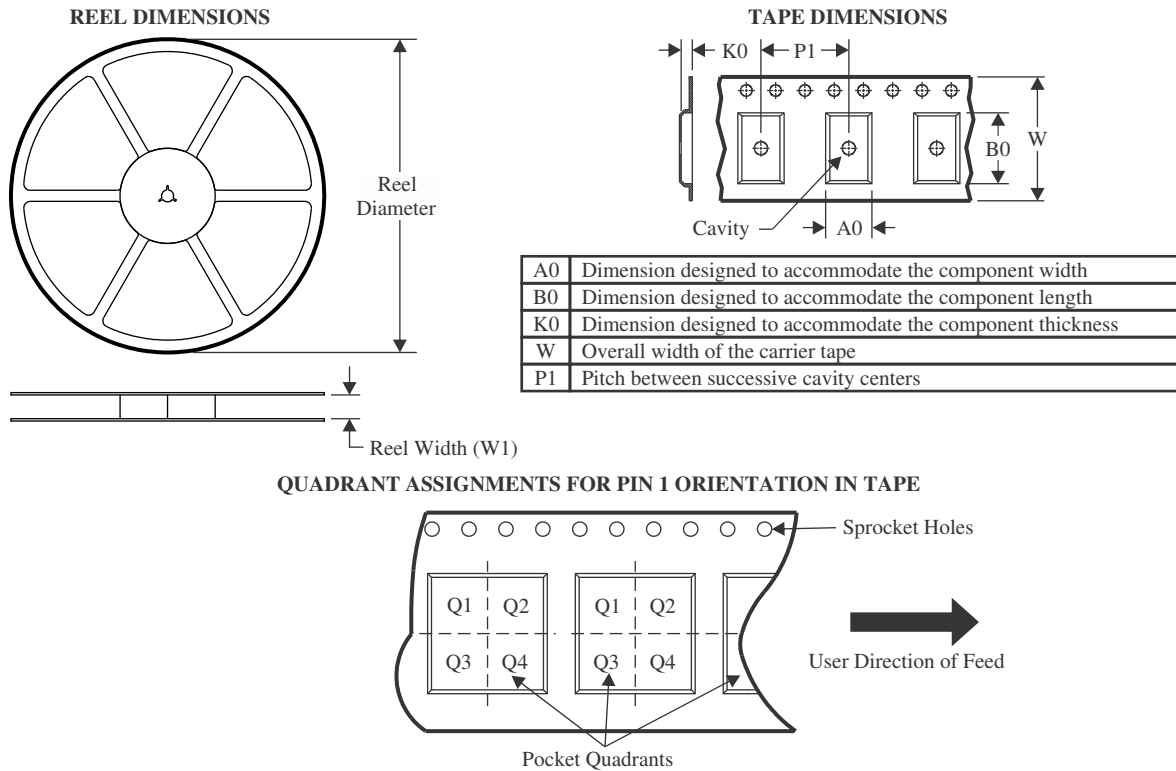 REEL DIMENSIONS
Reel
Diameter
Reel Width (W1)
TAPE DIMENSIONS
K0
P1
B0
W
Cavity
A0
A0 Dimension designed to accommodate the component width
B0 Dimension designed to accommodate the component length
K0 Dimension designed to accommodate the component thickness
W Overall width of the carrier tape
P1 Pitch between successive cavity centers
QUADRANT ASSIGNMENTS FOR PIN 1 ORIENTATION IN TAPE
Sprocket Holes
Q1 Q2 Q1 Q2
Q3 Q4 Q3 Q4
User Direction of Feed
Pocket Quadrants